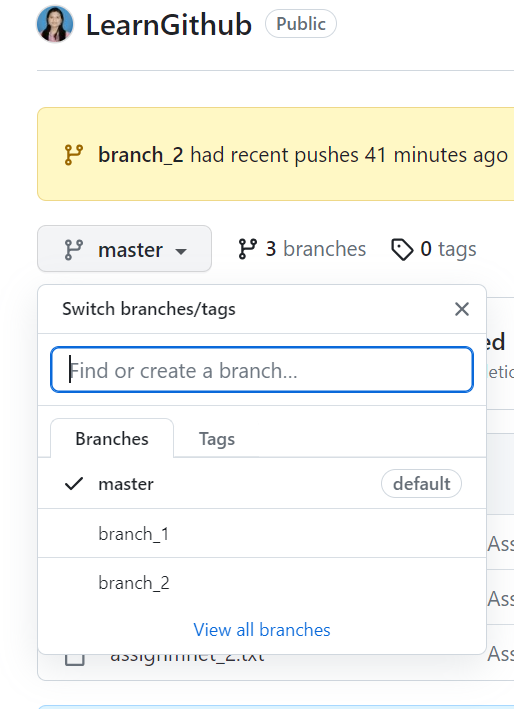 LearnGithub Public
branch_2 had recent pushes 41 minutes ago
master 3 branches 0 tags
Switch branches/tags
ed
Find or create a branch...
etic
Branches Tags
master default
branch_1
Ass
branch_2
Ass
View all branches
assignmnet_2.txt Ass